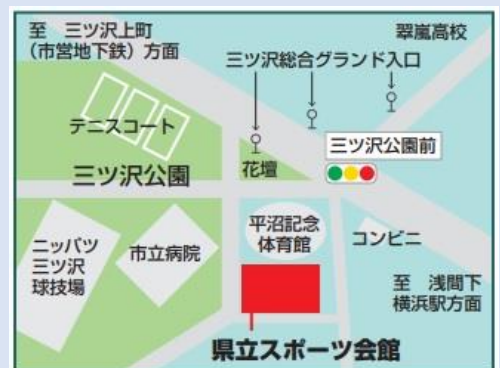 至 三ツ沢上町
(市営地下鉄) 方面
翠嵐高校
三ツ沢総合グランド入口
テニスコート
三ツ沢公園前
三ツ沢公園
花壇
平沼記念
体育館
コンビニ
ニッパツ
三ツ沢
球技場
市立病院
至 浅間下
横浜駅方面
県立スポーツ会館